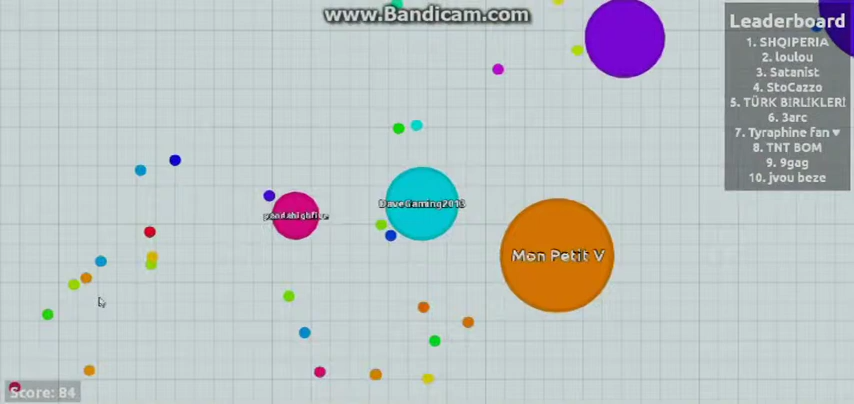 www.Bandicam.com
Leaderboard
1. SHQIPERIA
2. loulou
3. Satanist
4. StoCazzo
5. TÜRK BIRLIKLERI
6. 3arc
7. Tyraphine fan ♥
8. TNT BOM
9. 9gag
10. jvou beze
pandahighfive
DaveGaming2013
Mon Petit V
Score: 84